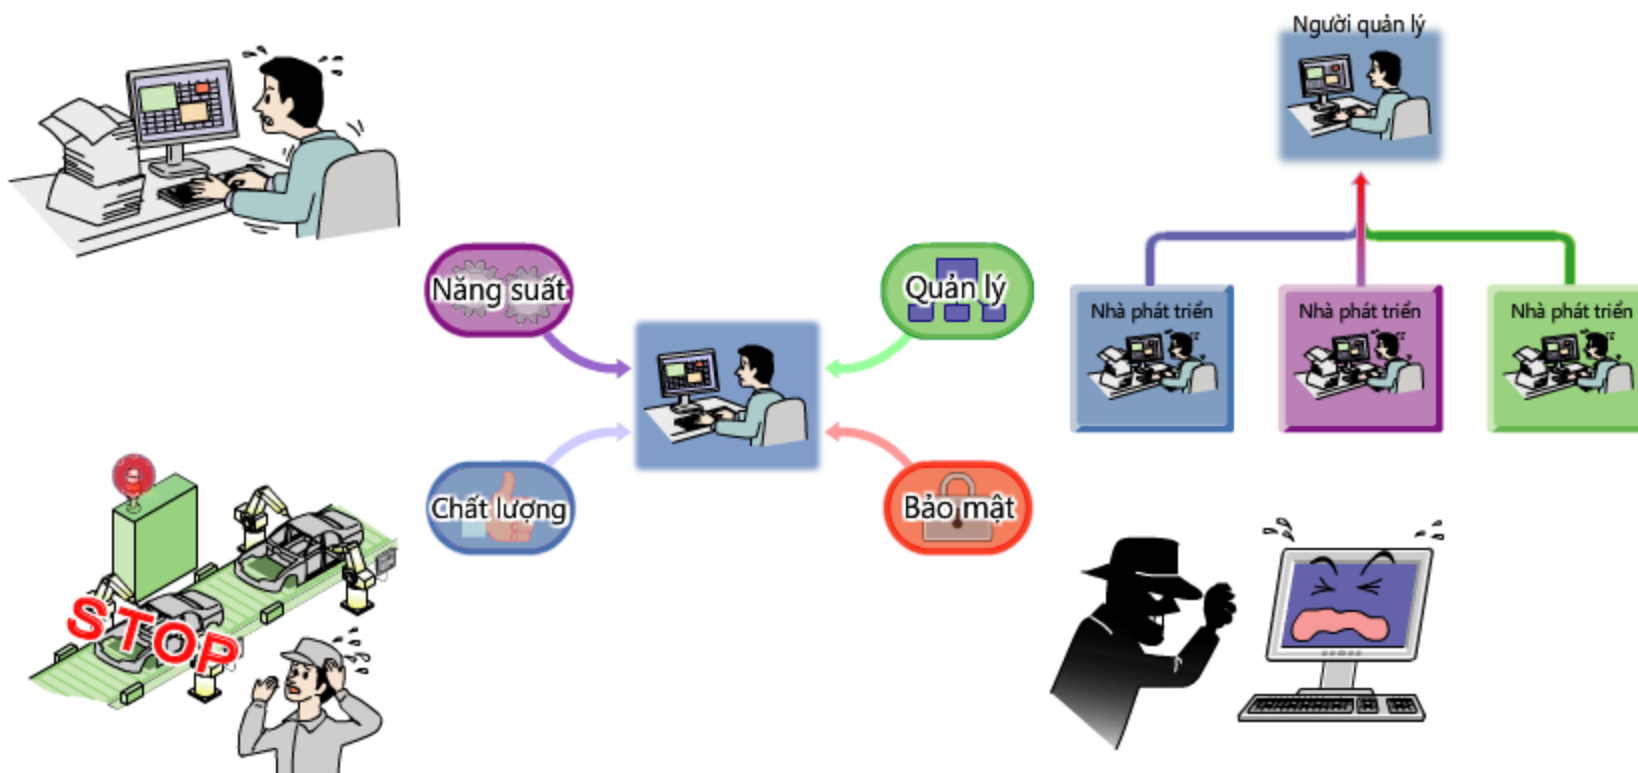 Người quản lý
Năng suất
Quản lý
Nhà phát triển
Nhà phát triển
Nhà phát triển
Chất lượng
Bảo mật
STOP